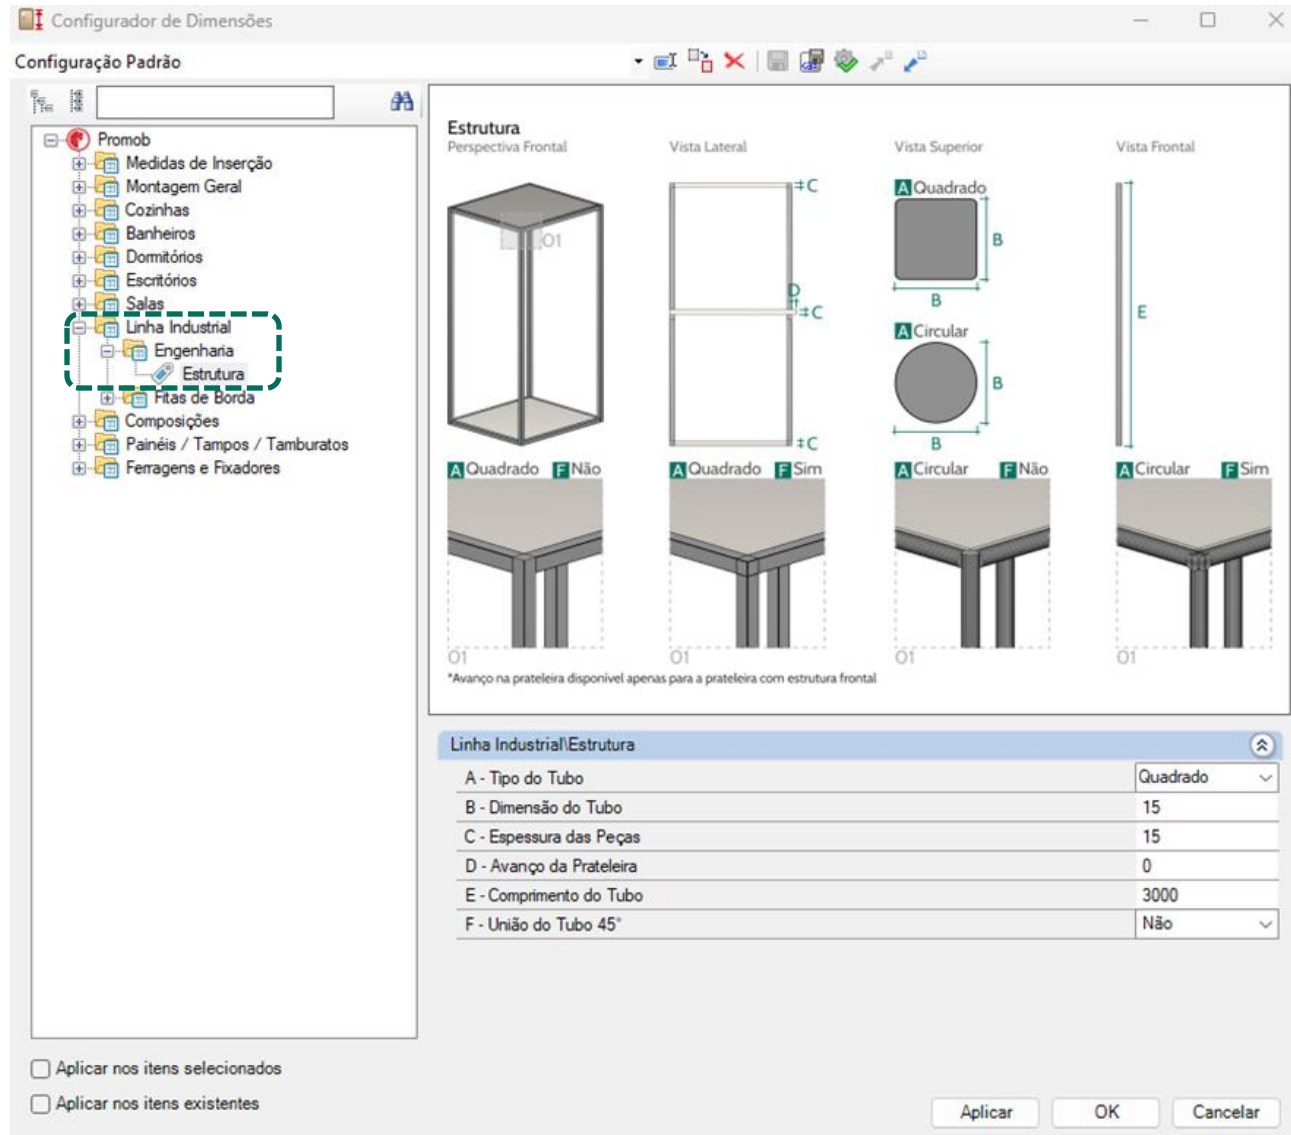 Configurador de Dimensões
Configuração Padrão
Promob
Medidas de Inserção
Montagem Geral
Cozinhas
Banheiros
Dormitórios
Escritórios
Salas
Linha Industrial
Engenharia
Estrutura
Fitas de Borda
Composições
Painéis / Tampos / Tamburatos
Ferragens e Fixadores
Estrutura
Perspectiva Frontal
Vista Lateral
Vista Superior
Vista Frontal
O1
C
D
C
C
A Quadrado
B
B
A Circular
B
B
E
A Quadrado F Não
A Quadrado F Sim
A Circular F Não
A Circular F Sim
O1
O1
O1
O1
*Avanço na prateleira disponível apenas para a prateleira com estrutura frontal
Linha Industrial\Estrutura
A - Tipo do Tubo Quadrado
B - Dimensão do Tubo 15
C - Espessura das Peças 15
D - Avanço da Prateleira 0
E - Comprimento do Tubo 3000
F - União do Tubo 45° Não
Aplicar nos itens selecionados
Aplicar nos itens existentes
Aplicar
OK
Cancelar